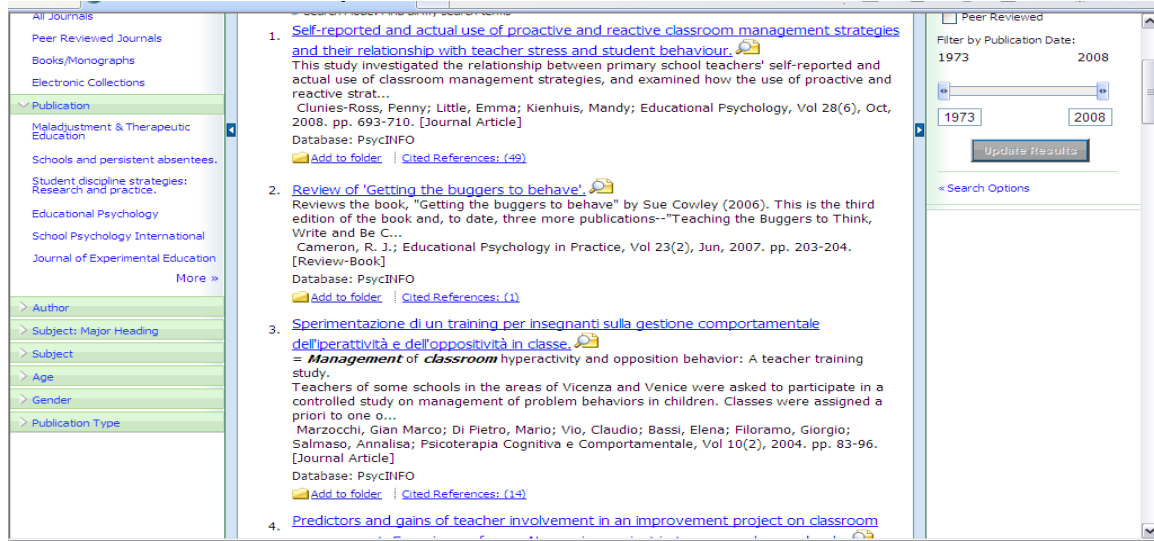 All Journals
Peer Reviewed Journals
Books/Monographs
Electronic Collections
Publication
Maladjustment & Therapeutic
Education
Schools and persistent absentees.
Student discipline strategies:
Research and practice.
Educational Psychology
School Psychology International
Journal of Experimental Education
More »
Author
Subject: Major Heading
Subject
Age
Gender
Publication Type
1. Self-reported and actual use of proactive and reactive classroom management strategies
and their relationship with teacher stress and student behaviour.
This study investigated the relationship between primary school teachers' self-reported and
actual use of classroom management strategies, and examined how the use of proactive and
reactive strat...
Clunies-Ross, Penny; Little, Emma; Kienhuis, Mandy; Educational Psychology, Vol 28(6), Oct,
2008. pp. 693-710. [Journal Article]
Database: PsycINFO
Add to folder Cited References: (49)
2. Review of 'Getting the buggers to behave'.
Reviews the book, "Getting the buggers to behave" by Sue Cowley (2006). This is the third
edition of the book and, to date, three more publications--"Teaching the Buggers to Think,
Write and Be C...
Cameron, R. J.; Educational Psychology in Practice, Vol 23(2), Jun, 2007. pp. 203-204.
[Review-Book]
Database: PsycINFO
Add to folder Cited References: (1)
3. Sperimentazione di un training per insegnanti sulla gestione comportamentale
dell'iperattività e dell'oppositività in classe.
= Management of classroom hyperactivity and opposition behavior: A teacher training
study.
Teachers of some schools in the areas of Vicenza and Venice were asked to participate in a
controlled study on management of problem behaviors in children. Classes were assigned a
priori to one o...
Marzocchi, Gian Marco; Di Pietro, Mario; Vio, Claudio; Bassi, Elena; Filoramo, Giorgio;
Salmaso, Annalisa; Psicoterapia Cognitiva e Comportamentale, Vol 10(2), 2004. pp. 83-96.
[Journal Article]
Database: PsycINFO
Add to folder Cited References: (14)
4. Predictors and gains of teacher involvement in an improvement project on classroom
Peer Reviewed
Filter by Publication Date:
1973 2008
1973 2008
Update Results
« Search Options